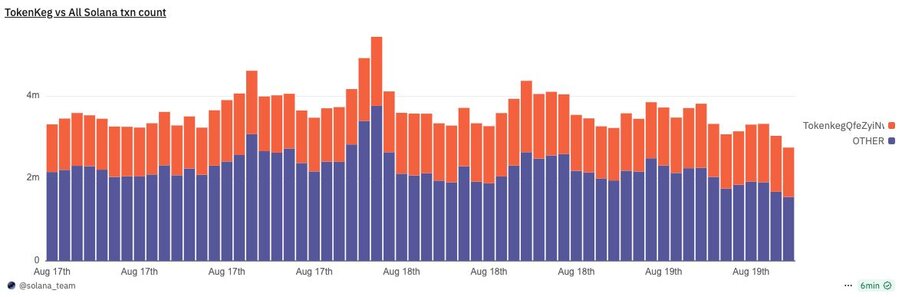 TokenKeg vs All Solana txn count
4m
2m
0
TokenkegQfeZyiNv
OTHER
Aug 17th Aug 17th Aug 17th Aug 17th Aug 18th Aug 18th Aug 18th Aug 19th Aug 19th
@solana_team
6min